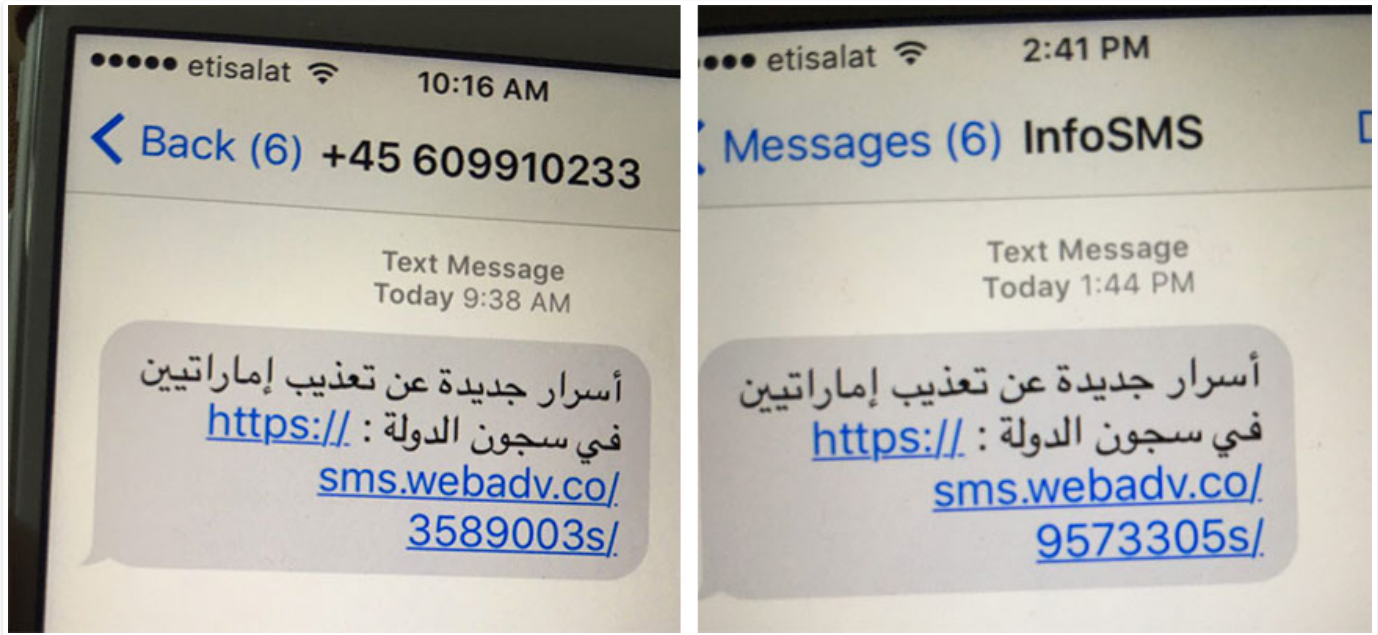 etisalat 10:16 AM
Back (6) +45 609910233
Text Message
Today 9:38 AM
أسرار جديدة عن تعذيب إماراتيين
في سجون الدولة : https://
sms.webadv.co/
3589003s/
etisalat 2:41 PM
Messages (6) InfoSMS
Text Message
Today 1:44 PM
أسرار جديدة عن تعذيب إماراتيين
في سجون الدولة : https://
sms.webadv.co/
9573305s/